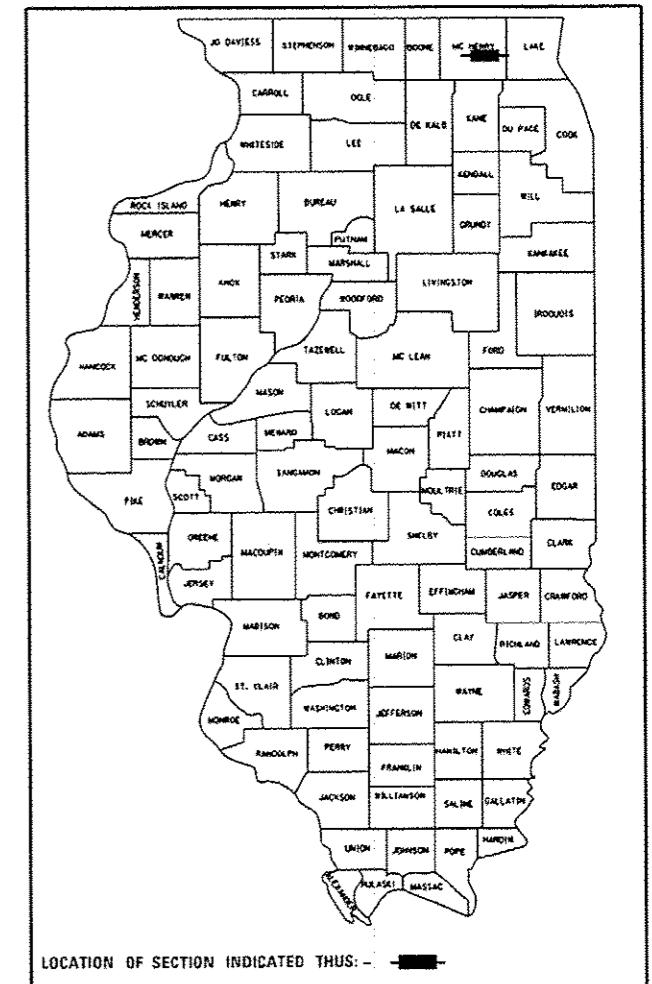 JO DAVIESS STEPHENSON WINNEBAGO BOONE MC HENRY LAKE
CARROLL OGLE DE KALB KANE DU PAGE COOK
WHITESIDE LEE
KENDALL
ROCK ISLAND HENRY BUREAU LA SALLE GRUNDY WILL
MERCER PUTNAM
STARK MARSHALL KANKAKEE
HENDERSON WARREN KNOX PEORIA WOODFORD LIVINGSTON IROQUOIS
HANCOCK MC DONOUGH FULTON TAZEWELL MC LEAN FORD
MASON
SCHUYLER LOGAN DE WITT CHAMPAIGN VERMILION
ADAMS BROWN CASS MENARD PIATT
MACON
MORGAN SANGAMON DOUGLAS
PIKE SCOTT CHRISTIAN MOULTRIE EDGAR
COLES
CALHOUN GREENE MACOUPIN MONTGOMERY SHELBY CUMBERLAND CLARK
JERSEY
FAYETTE EFFINGHAM JASPER CRAWFORD
MADISON BOND
CLAY RICHLAND LAWRENCE
CLINTON MARION
ST. CLAIR WAYNE EDWARDS WABASH
MONROE WASHINGTON JEFFERSON
RANDOLPH PERRY HAMILTON WHITE
FRANKLIN
JACKSON WILLIAMSON SALINE GALLATIN
UNION JOHNSON POPE HARDIN
ALEXANDER PULASKI MASSAC
LOCATION OF SECTION INDICATED THUS: -